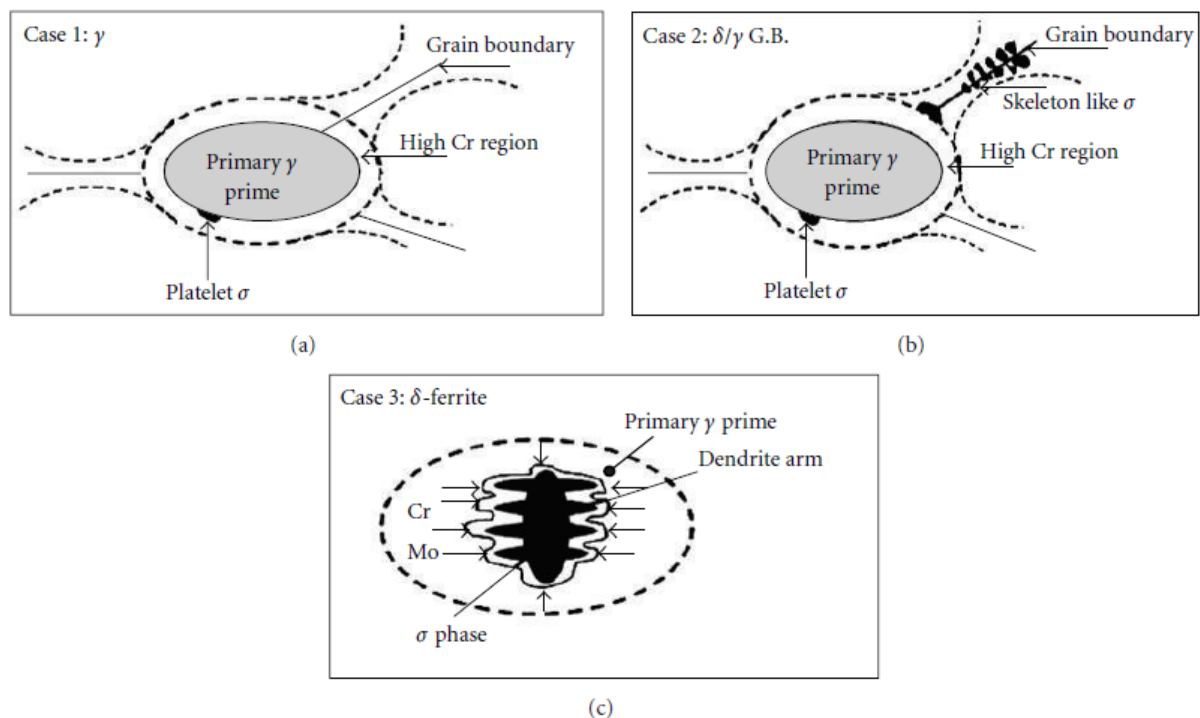 Case 1: γ
Grain boundary
High Cr region
Primary γ
prime
Platelet σ
(a)
Case 2: δ/γ G.B.
Grain boundary
Skeleton like σ
High Cr region
Primary γ
prime
Platelet σ
(b)
Case 3: δ-ferrite
Primary γ prime
Dendrite arm
Cr
Mo
σ phase
(c)